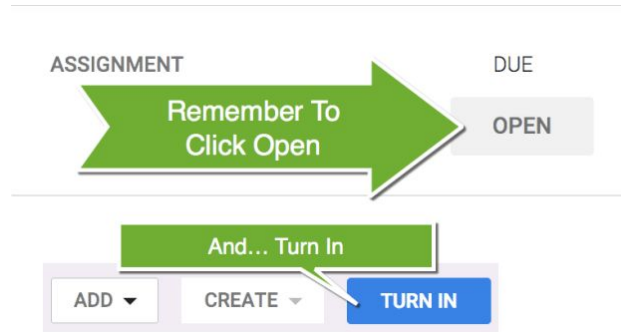 ASSIGNMENT DUE
Remember To
Click Open
OPEN
And... Turn In
ADD CREATE TURN IN